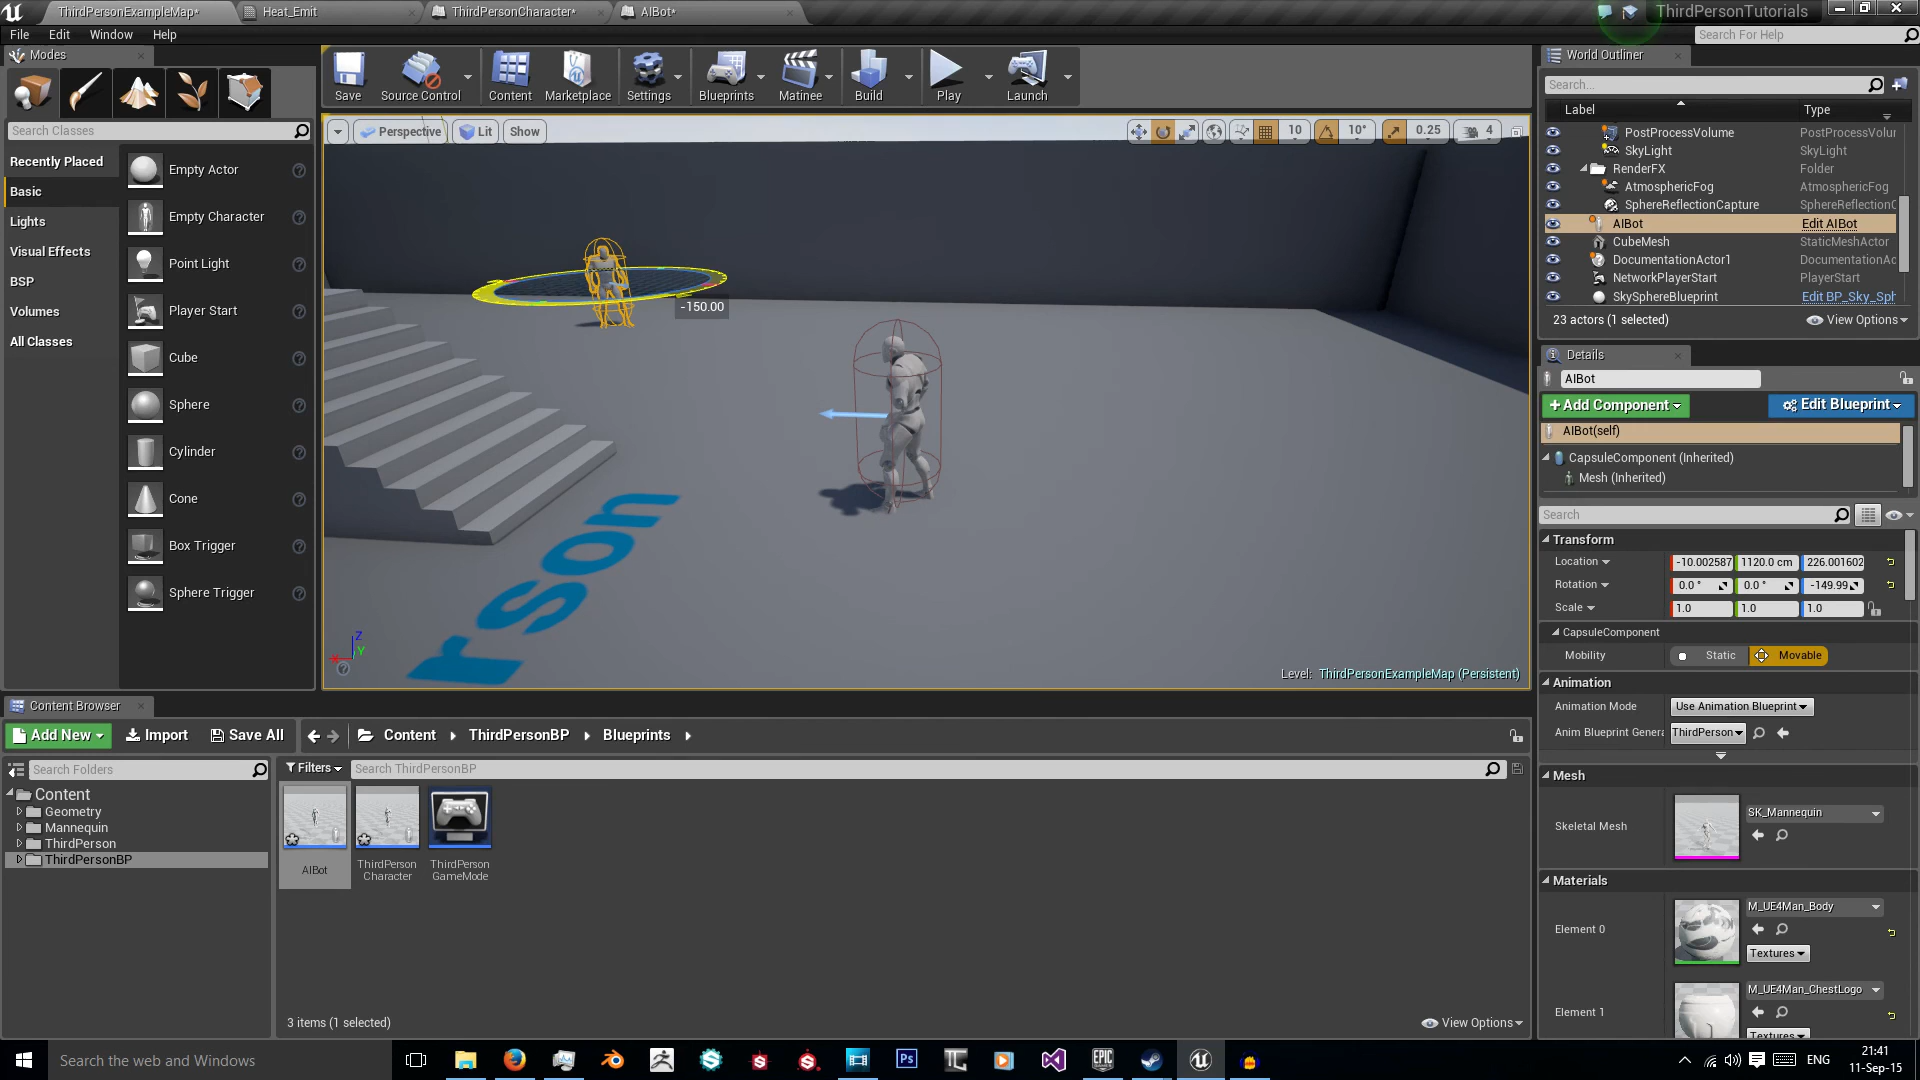 ThirdPersonExampleMap*
Heat_Emit
ThirdPersonCharacter*
AIBot*
ThirdPersonTutorials
File
Edit
Window
Help
Search For Help
Modes
Search Classes
Recently Placed
Basic
Lights
Visual Effects
BSP
Volumes
All Classes
Empty Actor
Empty Character
Point Light
Player Start
Cube
Sphere
Cylinder
Cone
Box Trigger
Sphere Trigger
Save
Source Control
Content
Marketplace
Settings
Blueprints
Matinee
Build
Play
Launch
Perspective
Lit
Show
10
10°
0.25
4
-150.00
rson
Z
Y
X
Level: ThirdPersonExampleMap (Persistent)
World Outliner
Search...
Label
Type
PostProcessVolume
PostProcessVolur
SkyLight
SkyLight
RenderFX
Folder
AtmosphericFog
AtmosphericFog
SphereReflectionCapture
SphereReflectionC
AIBot
Edit AIBot
CubeMesh
StaticMeshActor
DocumentationActor1
DocumentationAc
NetworkPlayerStart
PlayerStart
SkySphereBlueprint
Edit BP_Sky_Sph
23 actors (1 selected)
View Options
Details
AIBot
+Add Component
Edit Blueprint
AIBot(self)
CapsuleComponent (Inherited)
Mesh (Inherited)
Search
Transform
Location
-10.002587
1120.0 cm
226.001602
Rotation
0.0 °
0.0 °
-149.99
Scale
1.0
1.0
1.0
CapsuleComponent
Mobility
Static
Movable
Animation
Animation Mode
Use Animation Blueprint
Anim Blueprint Genera
ThirdPerson
Mesh
Skeletal Mesh
SK_Mannequin
Materials
Element 0
M_UE4Man_Body
Textures
Element 1
M_UE4Man_ChestLogo
Textures
Content Browser
Add New
Import
Save All
Content
ThirdPersonBP
Blueprints
Search Folders
Filters
Search ThirdPersonBP
Content
Geometry
Mannequin
ThirdPerson
ThirdPersonBP
AIBot
ThirdPerson
Character
ThirdPerson
GameMode
3 items (1 selected)
View Options
Search the web and Windows
Ps
EPIC
GAMES
ENG
21:41
11-Sep-15